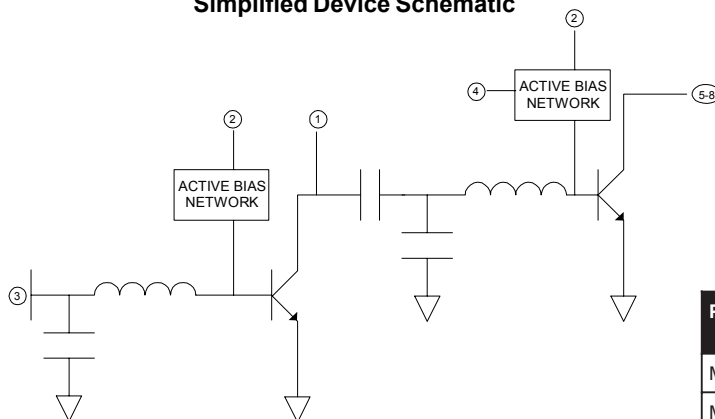 Simplified Device Schematic
2
4
ACTIVE BIAS
NETWORK
5-8
2
1
ACTIVE BIAS
NETWORK
3